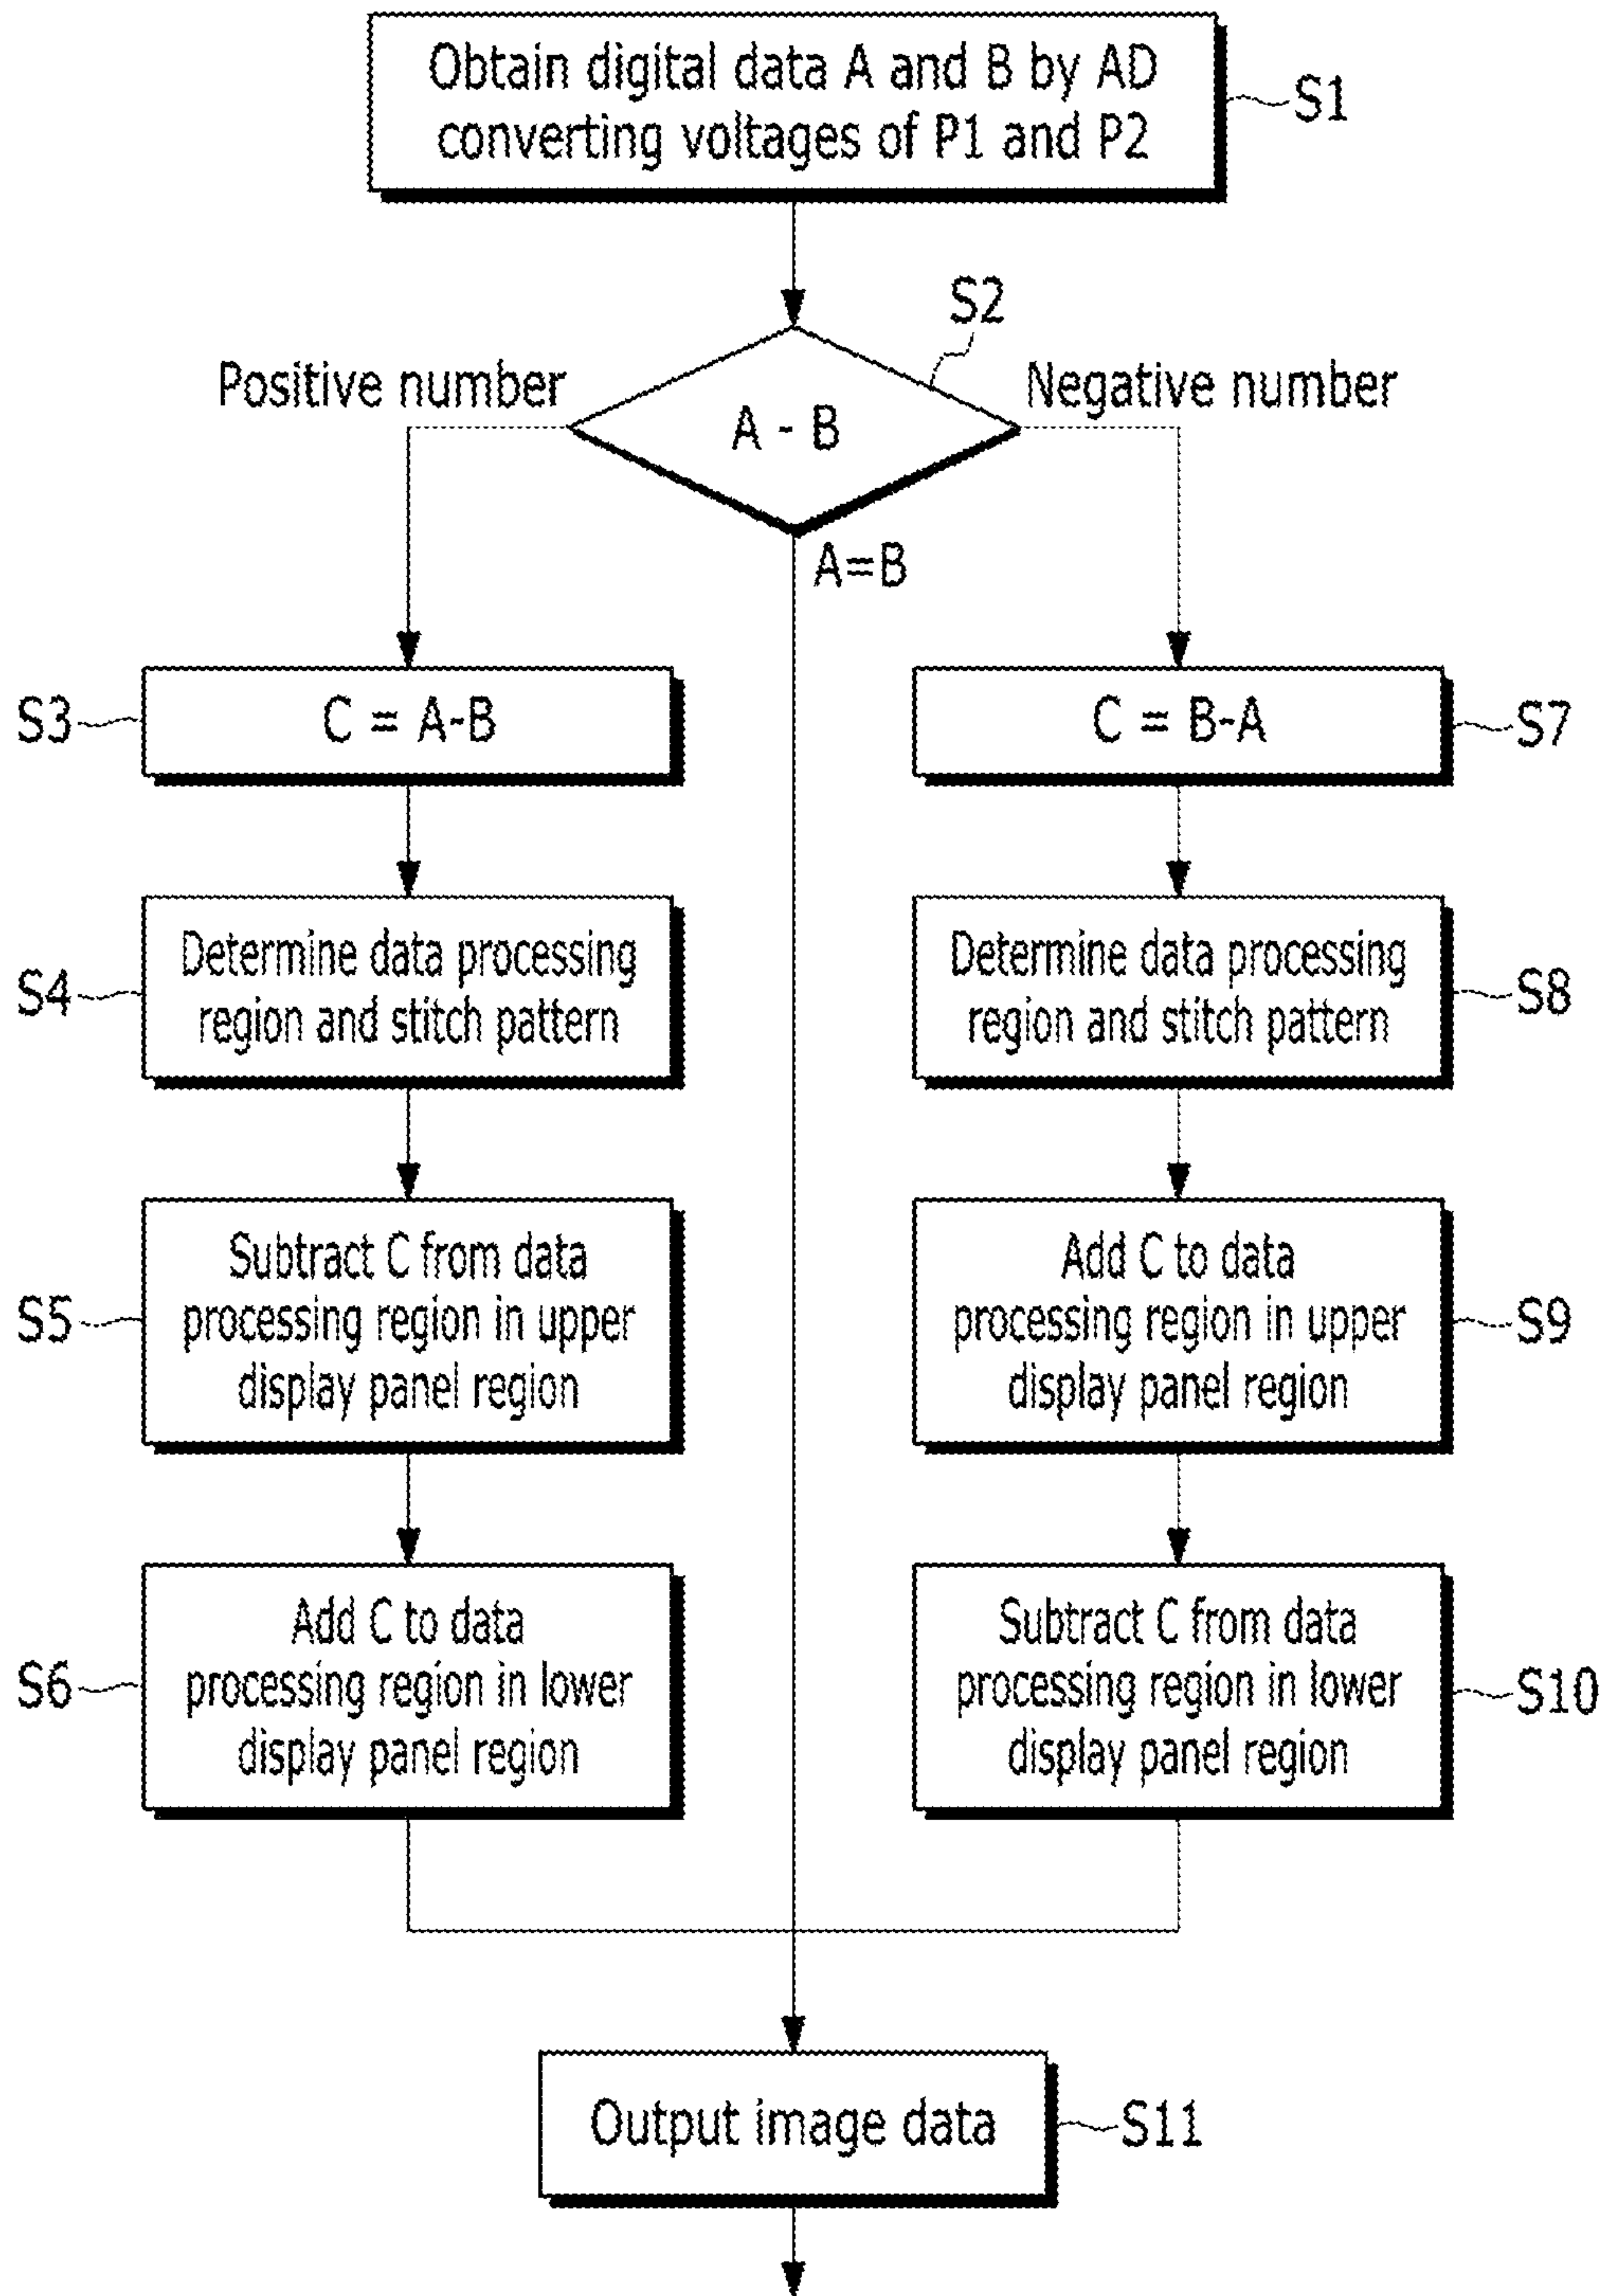 Obtain digital data A and B by AD
converting voltages of P1 and P2
S1
S2
Positive number
Negative number
A - B
A=B
S3
C = A-B
C = B-A
S7
S4
Determine data processing
region and stitch pattern
Determine data processing
region and stitch pattern
S8
S5
Subtract C from data
processing region in upper
display panel region
Add C to data
processing region in upper
display panel region
S9
S6
Add C to data
processing region in lower
display panel region
Subtract C from data
processing region in lower
display panel region
S10
Output image data
S11